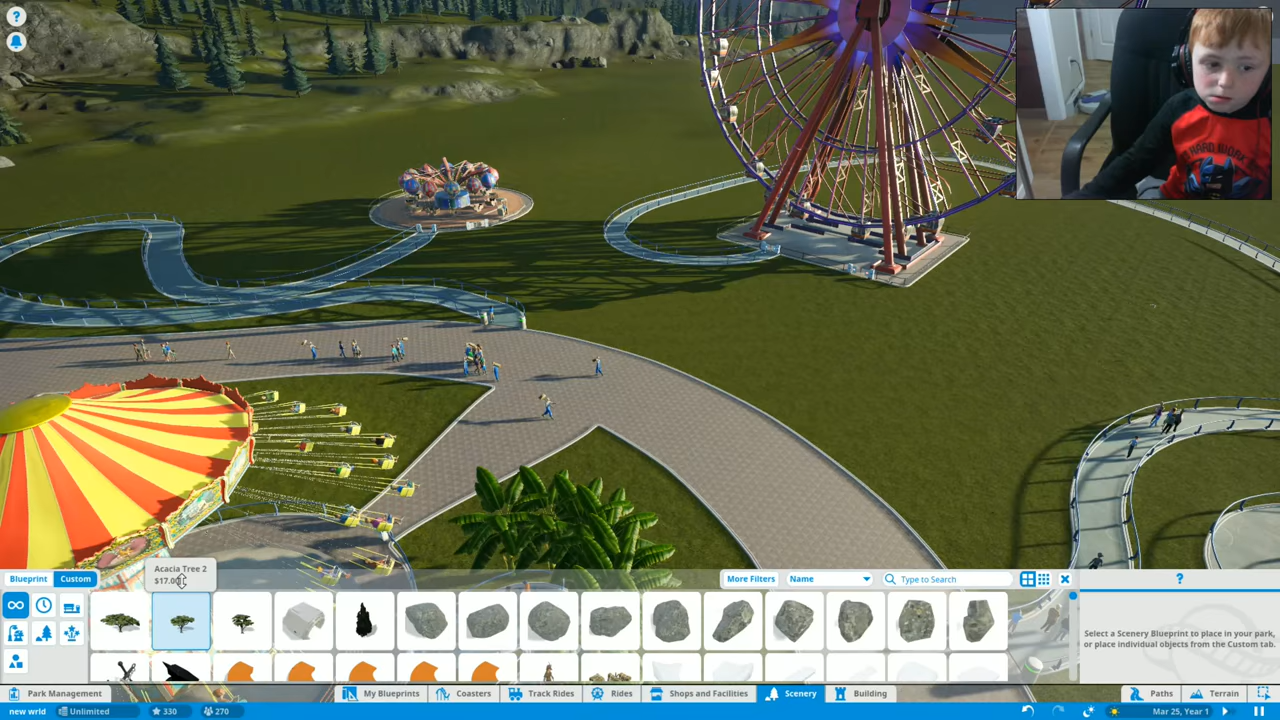 ?
HARD WORK
Acacia Tree 2
Blueprint
Custom
More Filters
Name
Type to Search
?
Select a Scenery Blueprint to place in your park,
or place individual objects from the Custom tab.
Park Management
My Blueprints
Coasters
Track Rides
Rides
Shops and Facilities
Scenery
Building
Paths
Terrain
new wrld
Unlimited
330
270
Mar 25, Year 1